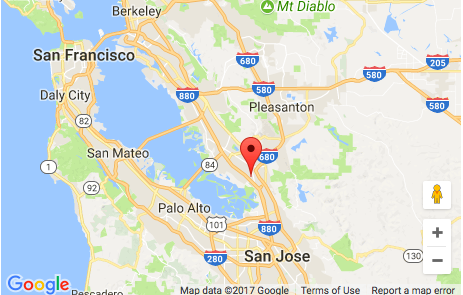 Berkeley
Mt Diablo
San Francisco
680
205
580
580
Daly City
880
Pleasanton
580
82
San Mateo
680
1
84
92
Palo Alto
101
880
280
San Jose
130
Pescadero
Google
Map data ©2017 Google
Terms of Use
Report a map error
+
−